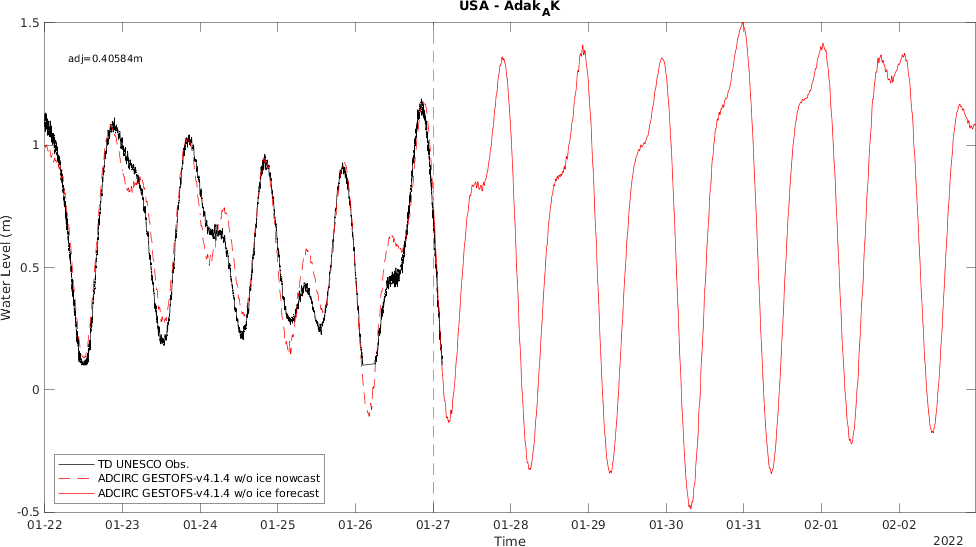 USA - AdakAK
adj=0.40584m
1.5
1
0.5
0
-0.5
Water Level (m)
TD UNESCO Obs.
ADCIRC GESTOFS-v4.1.4 w/o ice nowcast
ADCIRC GESTOFS-v4.1.4 w/o ice forecast
01-22 01-23 01-24 01-25 01-26 01-27 01-28 01-29 01-30 01-31 02-01 02-02
Time
2022